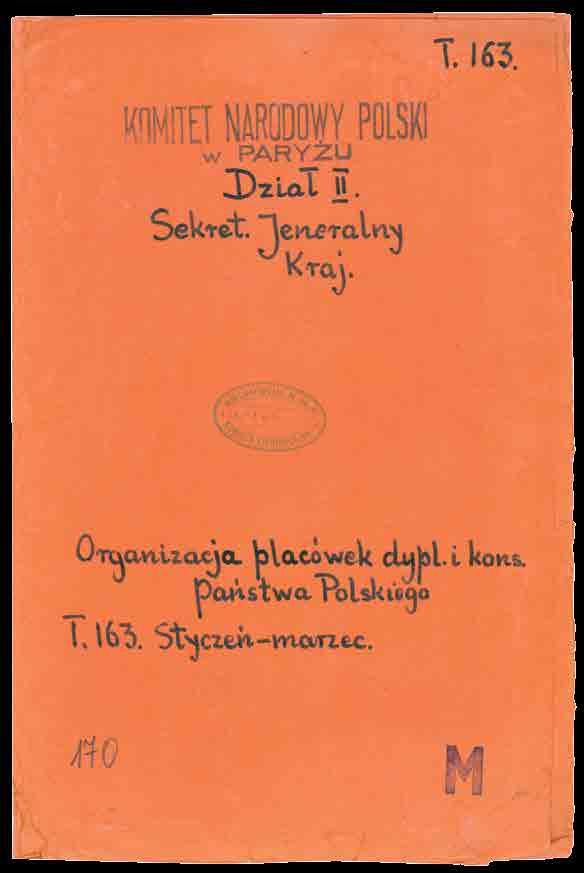 T. 163.
KOMITET NARODOWY POLSKI
W PARYŻU
Dział II.
Sekret. Jeneralny
Kraj.
Organizacja placówek dypl. i kons.
Państwa Polskiego
T. 163. Styczeń-marzec.
170
M